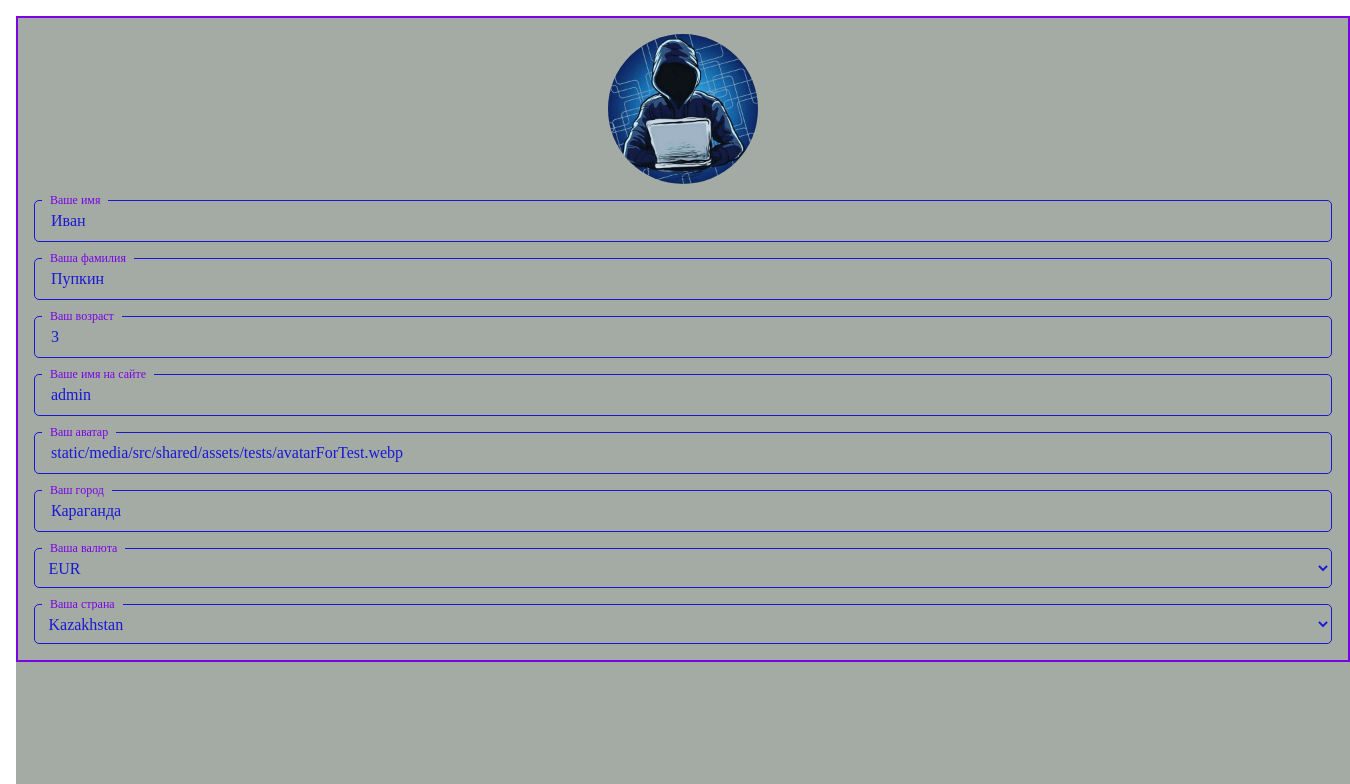 Ваше имя
Иван
Ваша фамилия
Пупкин
Ваш возраст
3
Ваше имя на сайте
admin
Ваш аватар
static/media/src/shared/assets/tests/avatarForTest.webp
Ваш город
Караганда
Ваша валюта
EUR
Ваша страна
Kazakhstan